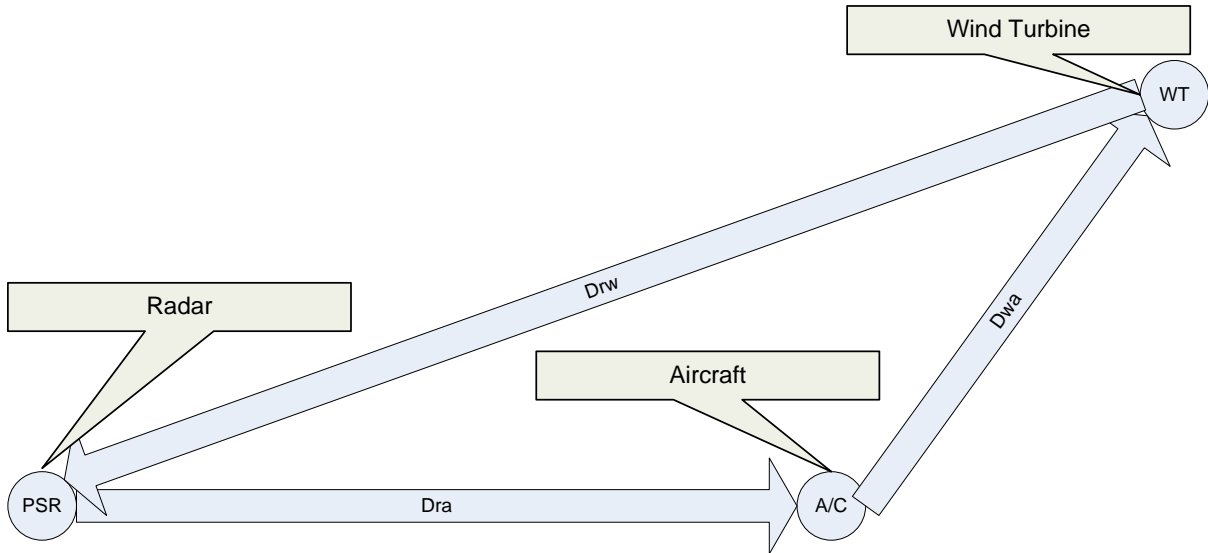 Wind Turbine
WT
Drw
Radar
Dwa
Aircraft
PSR
Dra
A/C